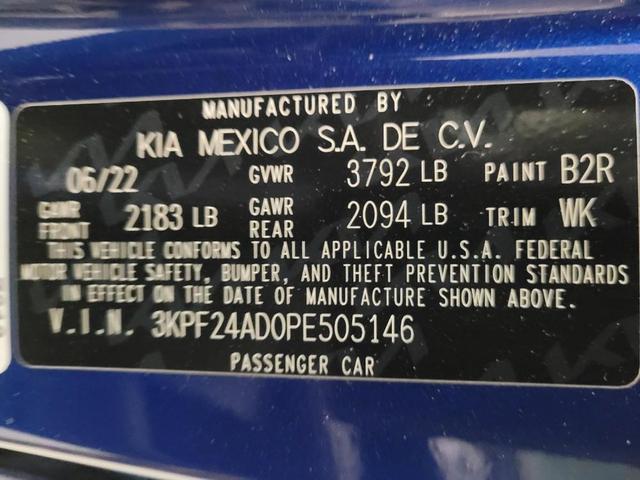 MANUFACTURED BY
KIA MEXICO S.A. DE C.V.
06/22 GVWR 3792 LB PAINT B2R
GAWR FRONT 2183 LB GAWR REAR 2094 LB TRIM WK
THIS VEHICLE CONFORMS TO ALL APPLICABLE U.S.A. FEDERAL
MOTOR VEHICLE SAFETY, BUMPER, AND THEFT PREVENTION STANDARDS
IN EFFECT ON THE DATE OF MANUFACTURE SHOWN ABOVE.
V.I.N. 3KPF24AD0PE505146
PASSENGER CAR